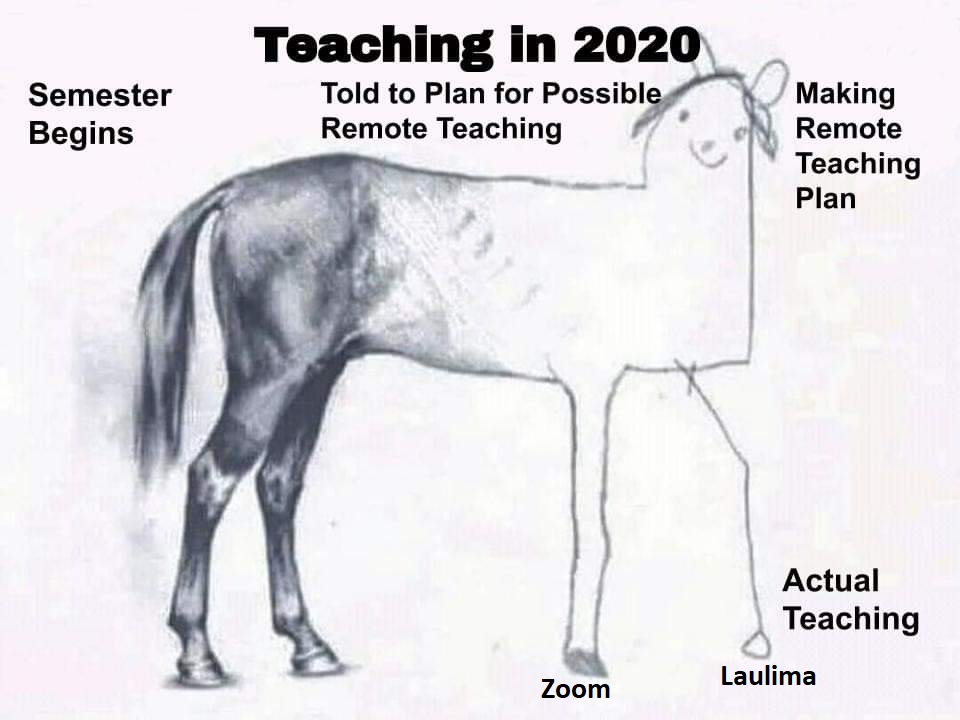 Teaching in 2020
Semester
Begins
Told to Plan for Possible
Remote Teaching
Making
Remote
Teaching
Plan
Actual
Teaching
Zoom
Laulima